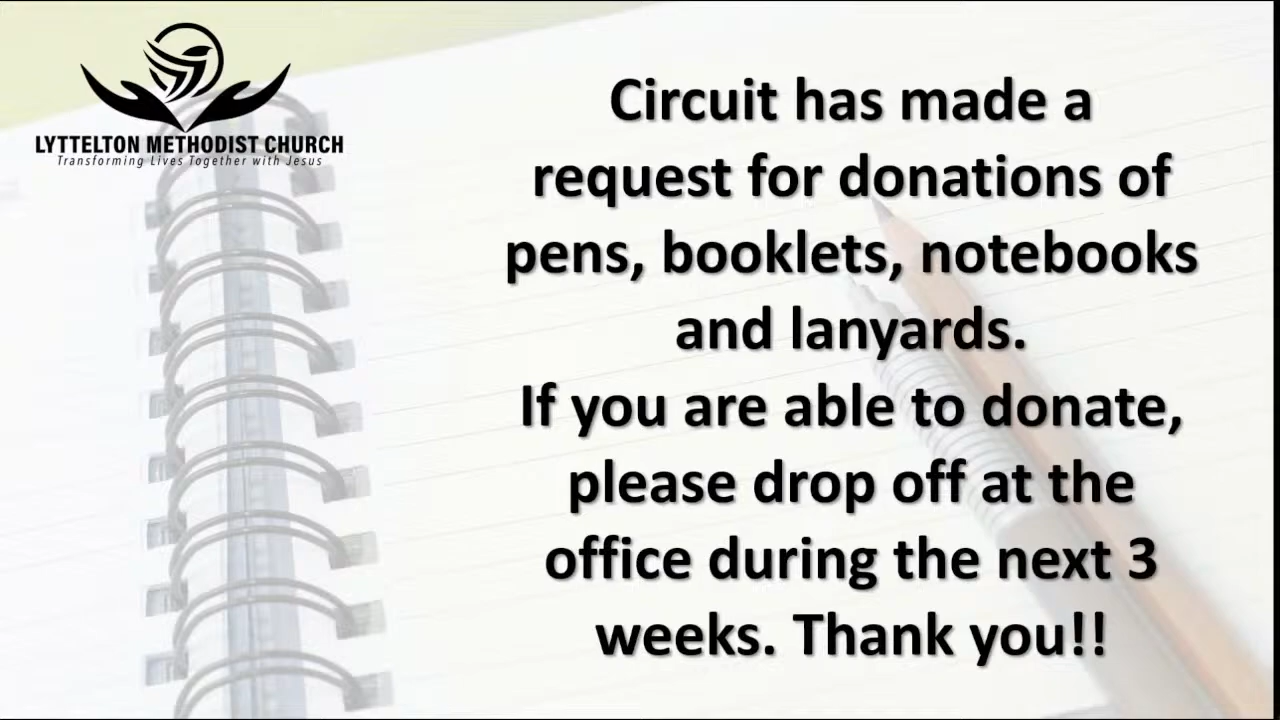 LYTTELTON METHODIST CHURCH
Transforming Lives Together with Jesus
Circuit has made a
request for donations of
pens, booklets, notebooks
and lanyards.
If you are able to donate,
please drop off at the
office during the next 3
weeks. Thank you!!